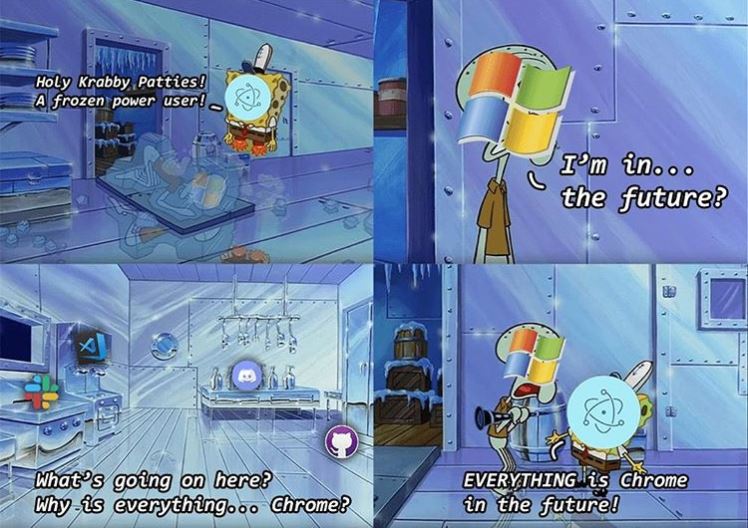 Holy Krabby Patties!
A frozen power user!
I'm in...
the future?
What's going on here?
Why is everything... Chrome?
EVERYTHING is Chrome
in the future!